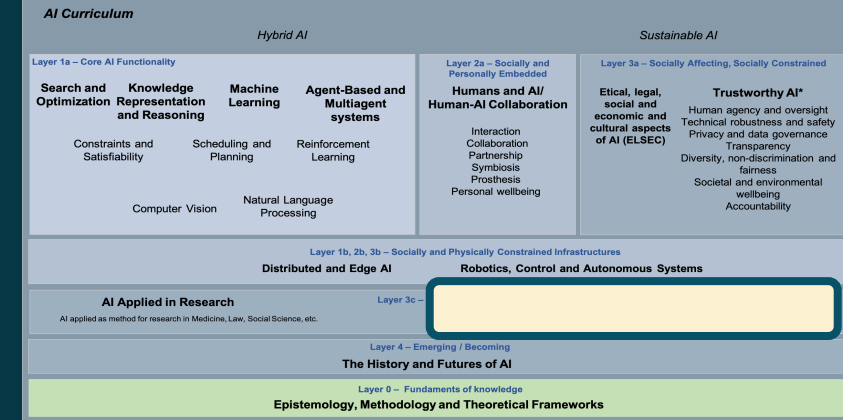 AI Curriculum
Hybrid AI
Sustainable AI
Layer 1a – Core AI Functionality
Search and
Optimization
Knowledge
Representation
and Reasoning
Machine
Learning
Agent-Based and
Multiagent
systems
Constraints and
Satisfiability
Scheduling and
Planning
Reinforcement
Learning
Computer Vision
Natural Language
Processing
Layer 2a – Socially and
Personally Embedded
Humans and AI/
Human-AI Collaboration
Interaction
Collaboration
Partnership
Symbiosis
Prosthesis
Personal wellbeing
Layer 3a – Socially Affecting, Socially Constrained
Etical, legal,
social and
economic and
cultural aspects
of AI (ELSEC)
Trustworthy AI*
Human agency and oversight
Technical robustness and safety
Privacy and data governance
Transparency
Diversity, non-discrimination and
fairness
Societal and environmental
wellbeing
Accountability
Layer 1b, 2b, 3b – Socially and Physically Constrained Infrastructures
Distributed and Edge AI
Robotics, Control and Autonomous Systems
AI Applied in Research
AI applied as method for research in Medicine, Law, Social Science, etc.
Layer 3c –
Layer 4 – Emerging / Becoming
The History and Futures of AI
Layer 0 – Fundaments of knowledge
Epistemology, Methodology and Theoretical Frameworks